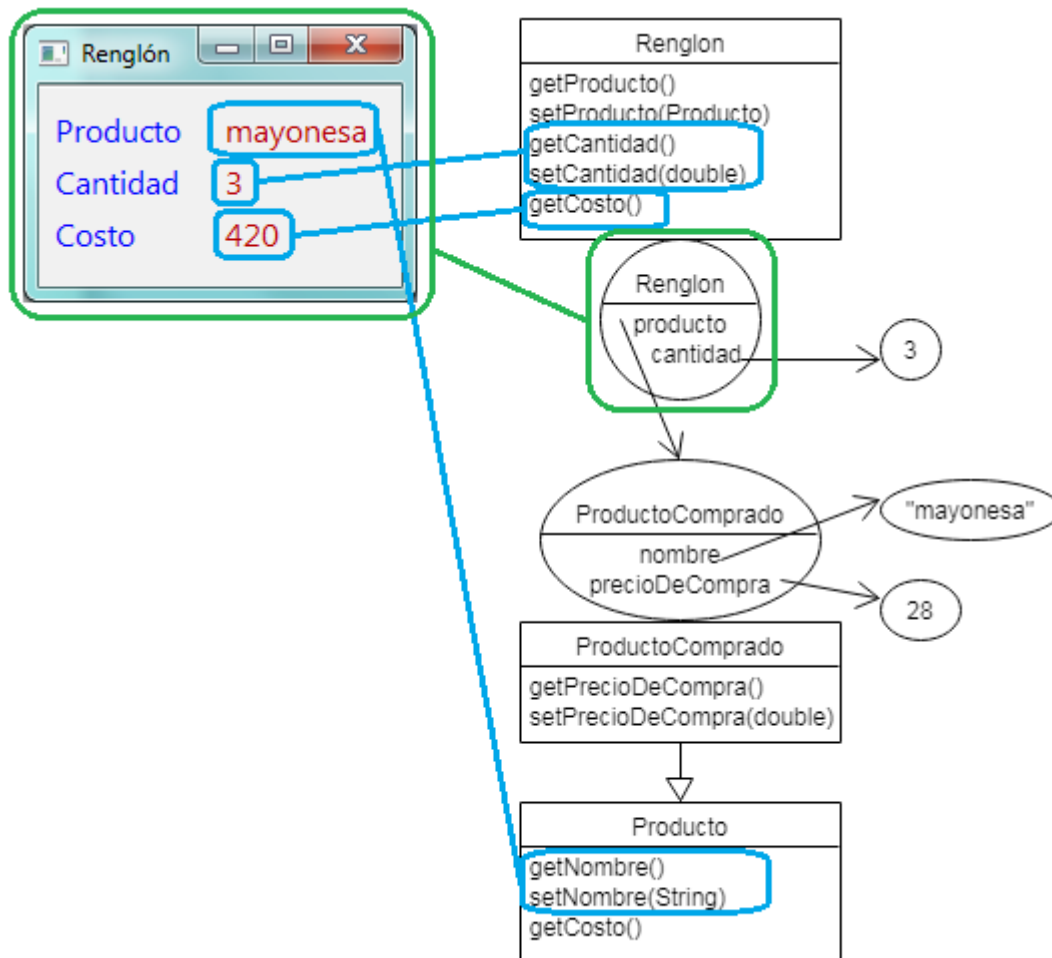 Renglón
Producto mayonesa
Cantidad 3
Costo 420
Renglon
getProducto()
setProducto(Producto)
getCantidad()
setCantidad(double)
getCosto()
Renglon
producto
cantidad
3
ProductoComprado
nombre
precioDeCompra
"mayonesa"
28
ProductoComprado
getPrecioDeCompra()
setPrecioDeCompra(double)
Producto
getNombre()
setNombre(String)
getCosto()